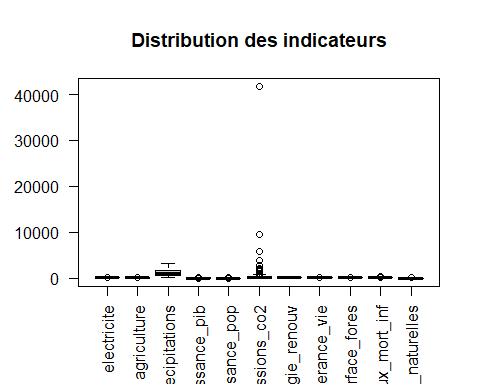 Distribution des indicateurs
40000
30000
20000
10000
0
electricite
agriculture
ecipitations
ssance_pib
sance_pop
ssions_co2
gie_renouv
erance_vie
rface_fores
ux_mort_inf
_naturelles